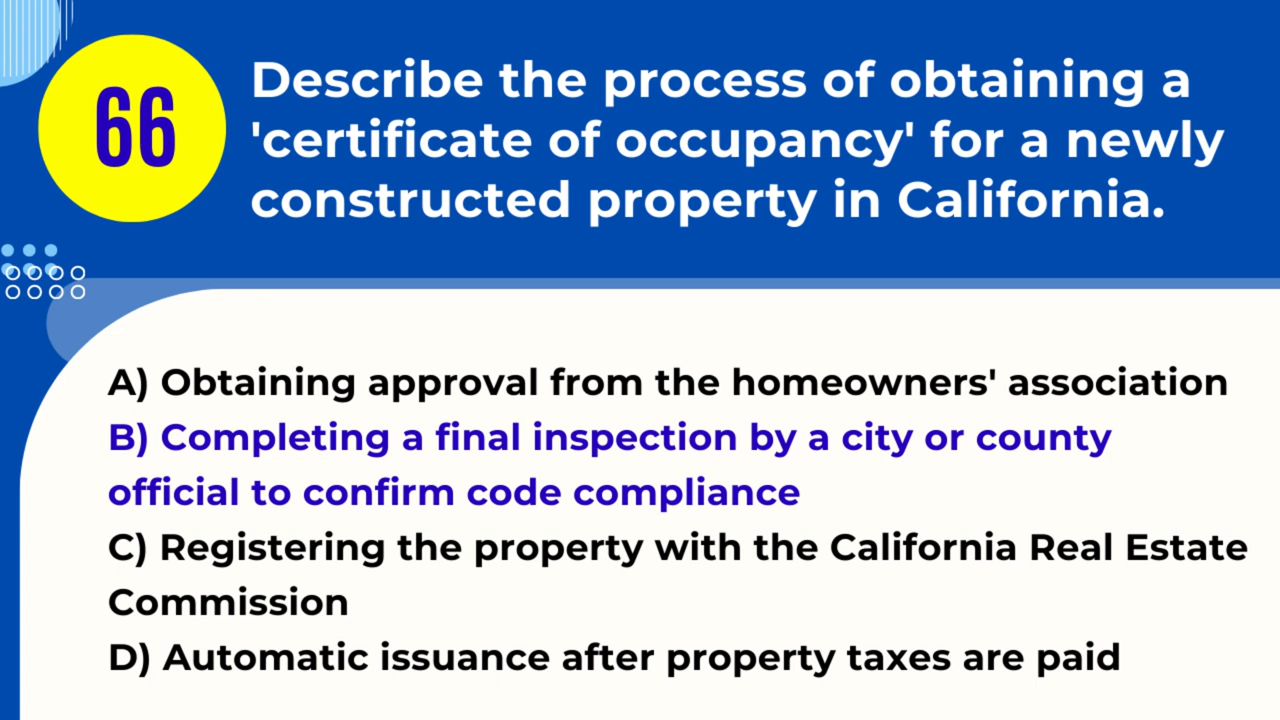 66
Describe the process of obtaining a
'certificate of occupancy' for a newly
constructed property in California.
A) Obtaining approval from the homeowners' association
B) Completing a final inspection by a city or county
official to confirm code compliance
C) Registering the property with the California Real Estate
Commission
D) Automatic issuance after property taxes are paid